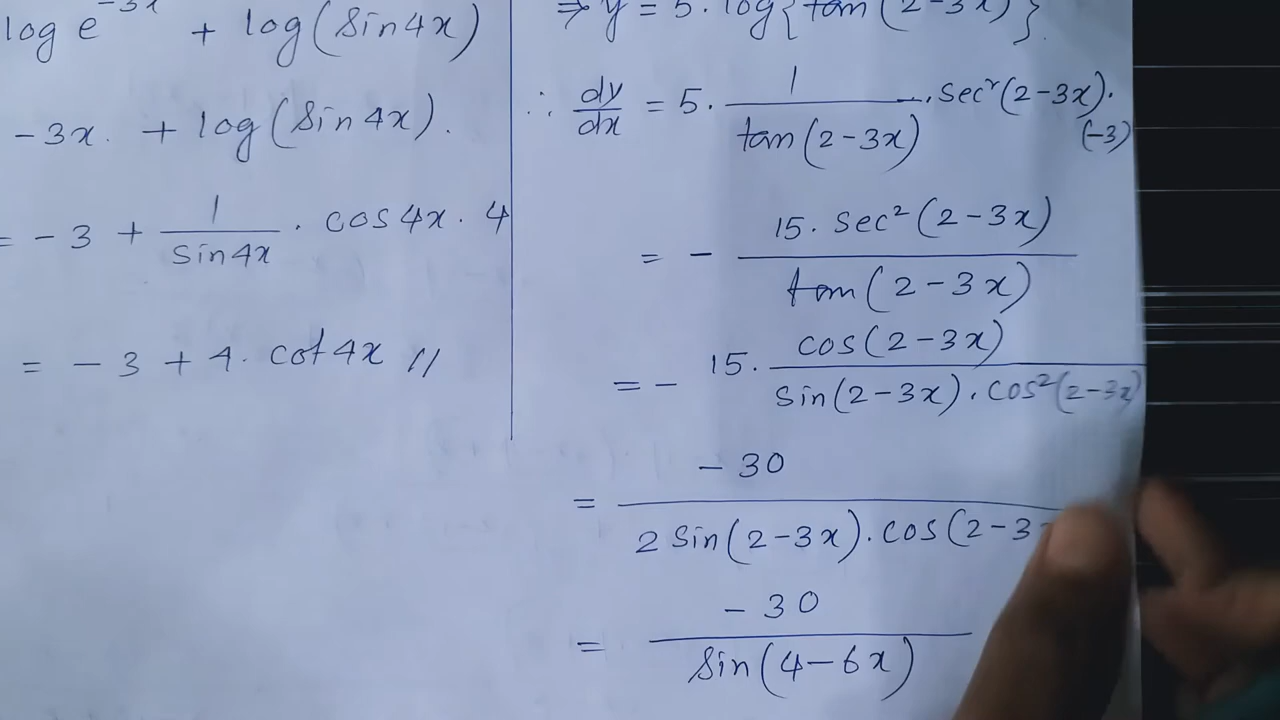 log e^-3x + log(sin4x)
-3x. + log(sin4x).
= -3 + 1/sin4x . cos4x. 4
= -3 + 4. cot4x //
⇒ y = 5. log{tan(2-3x)}.
∴ dy/dx = 5. 1/tan(2-3x) . sec^r(2-3x). (-3)
= - 15. sec²(2-3x)/tan(2-3x)
= - 15. cos(2-3x)/sin(2-3x). cos²(2-3x)
= -30/2 sin(2-3x). cos(2-3
= -30/sin(4-6x)